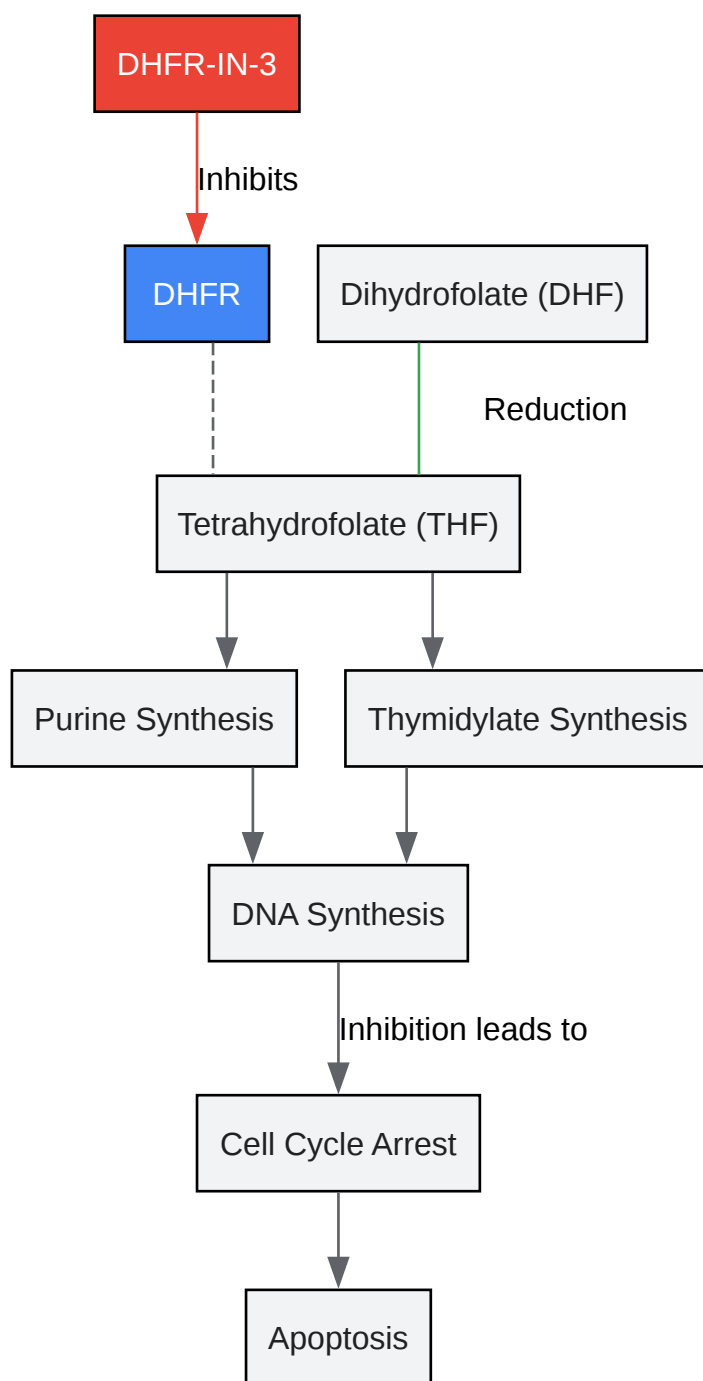 DHFR-IN-3
Inhibits
DHFR
Dihydrofolate (DHF)
Reduction
Tetrahydrofolate (THF)
Purine Synthesis
Thymidylate Synthesis
DNA Synthesis
Inhibition leads to
Cell Cycle Arrest
Apoptosis